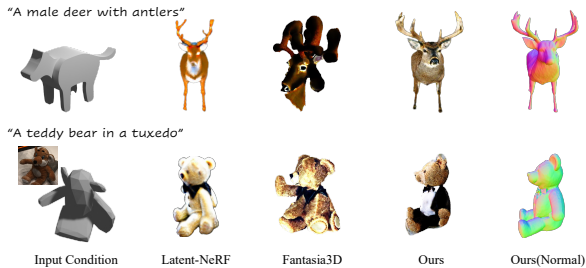 "A male deer with antlers"
"A teddy bear in a tuxedo"
Input Condition Latent-NeRF Fantasia3D Ours Ours(Normal)